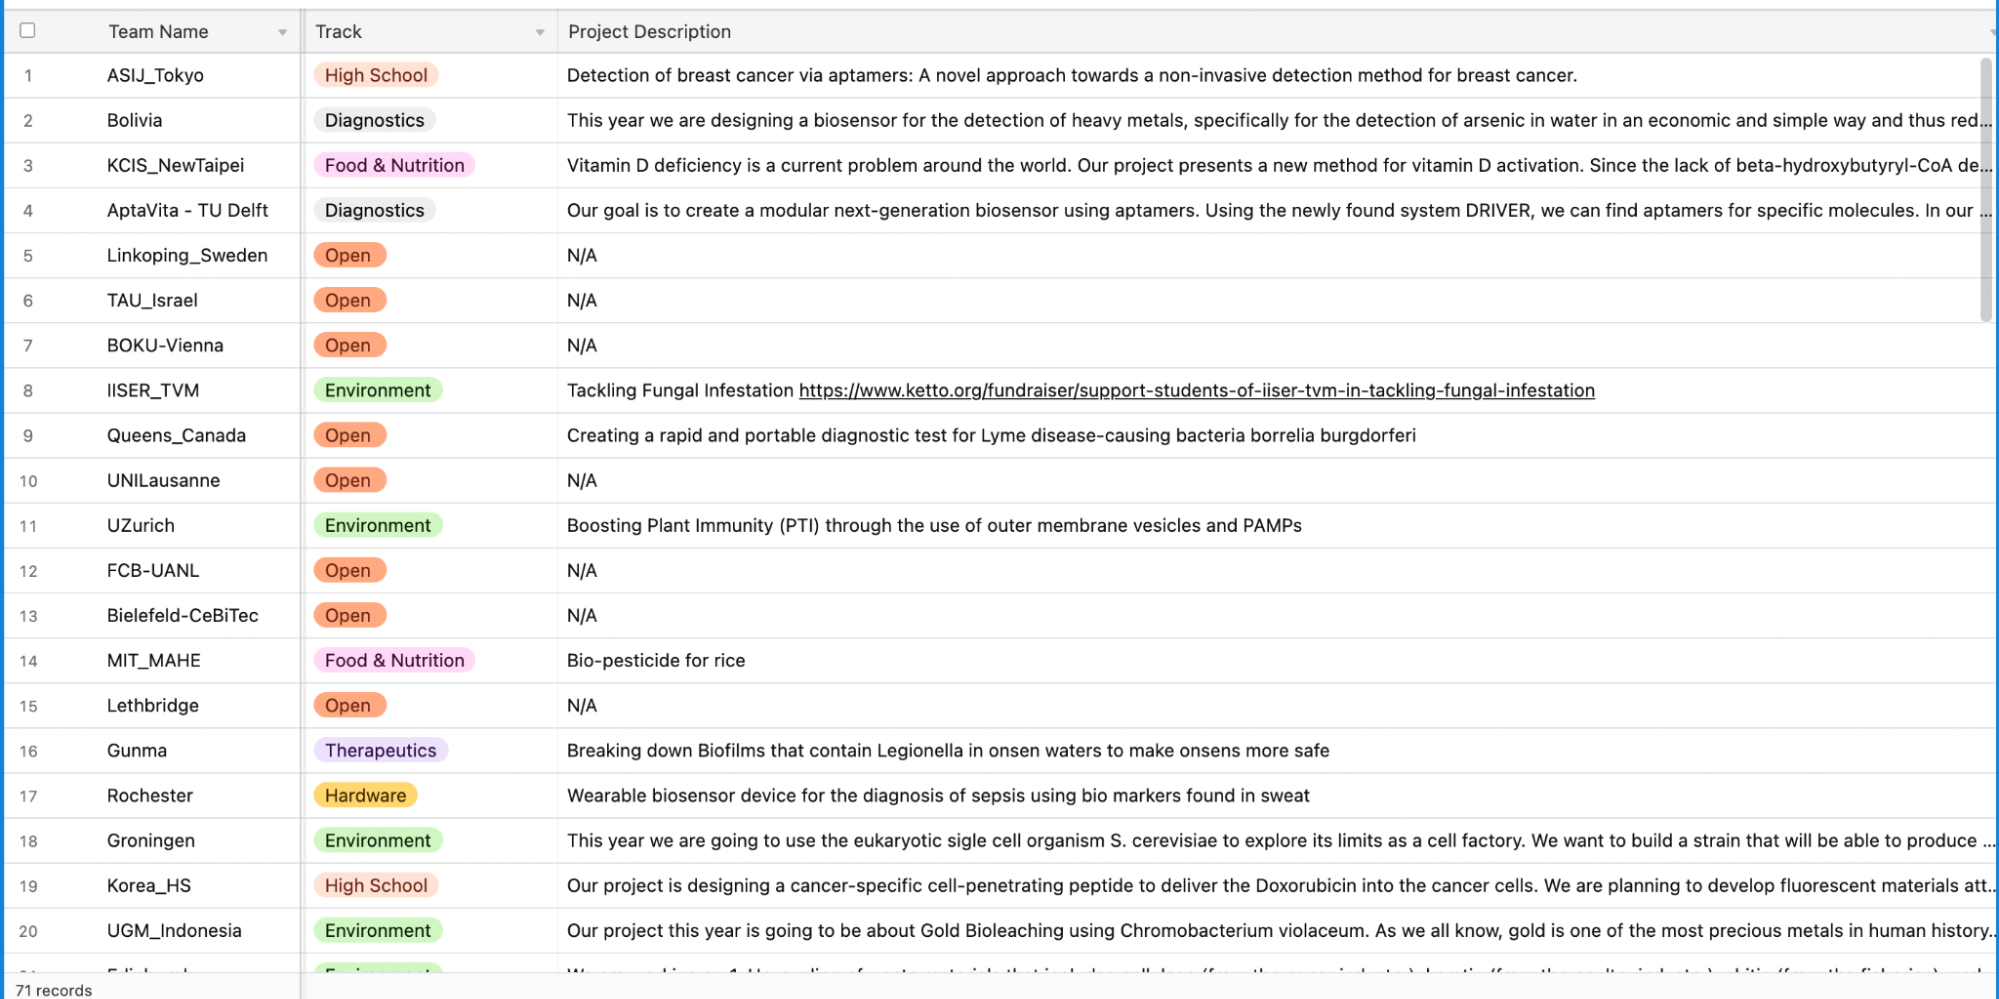 Team Name Track Project Description
1 ASIJ_Tokyo High School Detection of breast cancer via aptamers: A novel approach towards a non-invasive detection method for breast cancer.
2 Bolivia Diagnostics This year we are designing a biosensor for the detection of heavy metals, specifically for the detection of arsenic in water in an economic and simple way and thus red...
3 KCIS_NewTaipei Food & Nutrition Vitamin D deficiency is a current problem around the world. Our project presents a new method for vitamin D activation. Since the lack of beta-hydroxybutyryl-CoA de...
4 AptaVita - TU Delft Diagnostics Our goal is to create a modular next-generation biosensor using aptamers. Using the newly found system DRIVER, we can find aptamers for specific molecules. In our ...
5 Linkoping_Sweden Open N/A
6 TAU_Israel Open N/A
7 BOKU-Vienna Open N/A
8 IISER_TVM Environment Tackling Fungal Infestation https://www.ketto.org/fundraiser/support-students-of-iiser-tvm-in-tackling-fungal-infestation
9 Queens_Canada Open Creating a rapid and portable diagnostic test for Lyme disease-causing bacteria borrelia burgdorferi
10 UNILausanne Open N/A
11 UZurich Environment Boosting Plant Immunity (PTI) through the use of outer membrane vesicles and PAMPs
12 FCB-UANL Open N/A
13 Bielefeld-CeBiTec Open N/A
14 MIT_MAHE Food & Nutrition Bio-pesticide for rice
15 Lethbridge Open N/A
16 Gunma Therapeutics Breaking down Biofilms that contain Legionella in onsen waters to make onsens more safe
17 Rochester Hardware Wearable biosensor device for the diagnosis of sepsis using bio markers found in sweat
18 Groningen Environment This year we are going to use the eukaryotic sigle cell organism S. cerevisiae to explore its limits as a cell factory. We want to build a strain that will be able to produce ...
19 Korea_HS High School Our project is designing a cancer-specific cell-penetrating peptide to deliver the Doxorubicin into the cancer cells. We are planning to develop fluorescent materials att...
20 UGM_Indonesia Environment Our project this year is going to be about Gold Bioleaching using Chromobacterium violaceum. As we all know, gold is one of the most precious metals in human history...
71 records